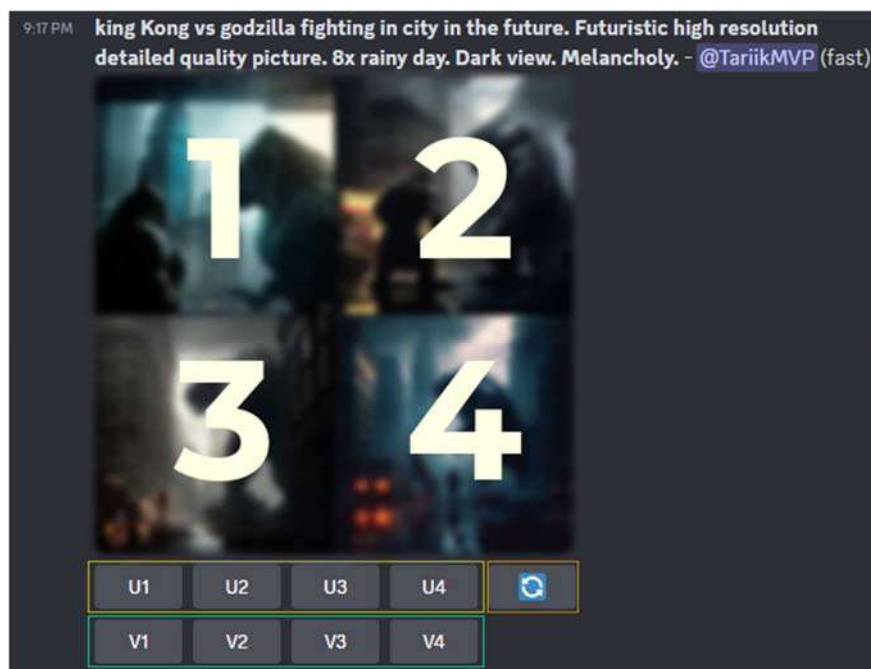 9:17 PM king Kong vs godzilla fighting in city in the future. Futuristic high resolution
detailed quality picture. 8x rainy day. Dark view. Melancholy. - @TariikMVP (fast)
1 2
3 4
U1 U2 U3 U4
V1 V2 V3 V4